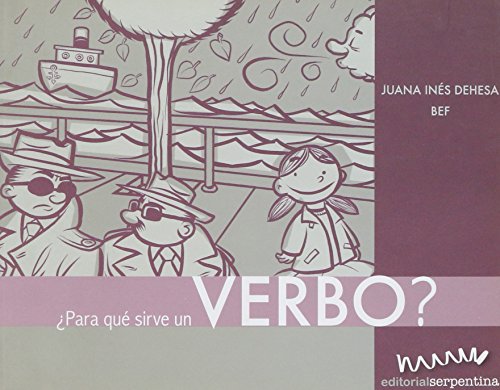 JUANA INÉS DEHESA
BEF
¿Para qué sirve un VERBO?
editorialserpentina